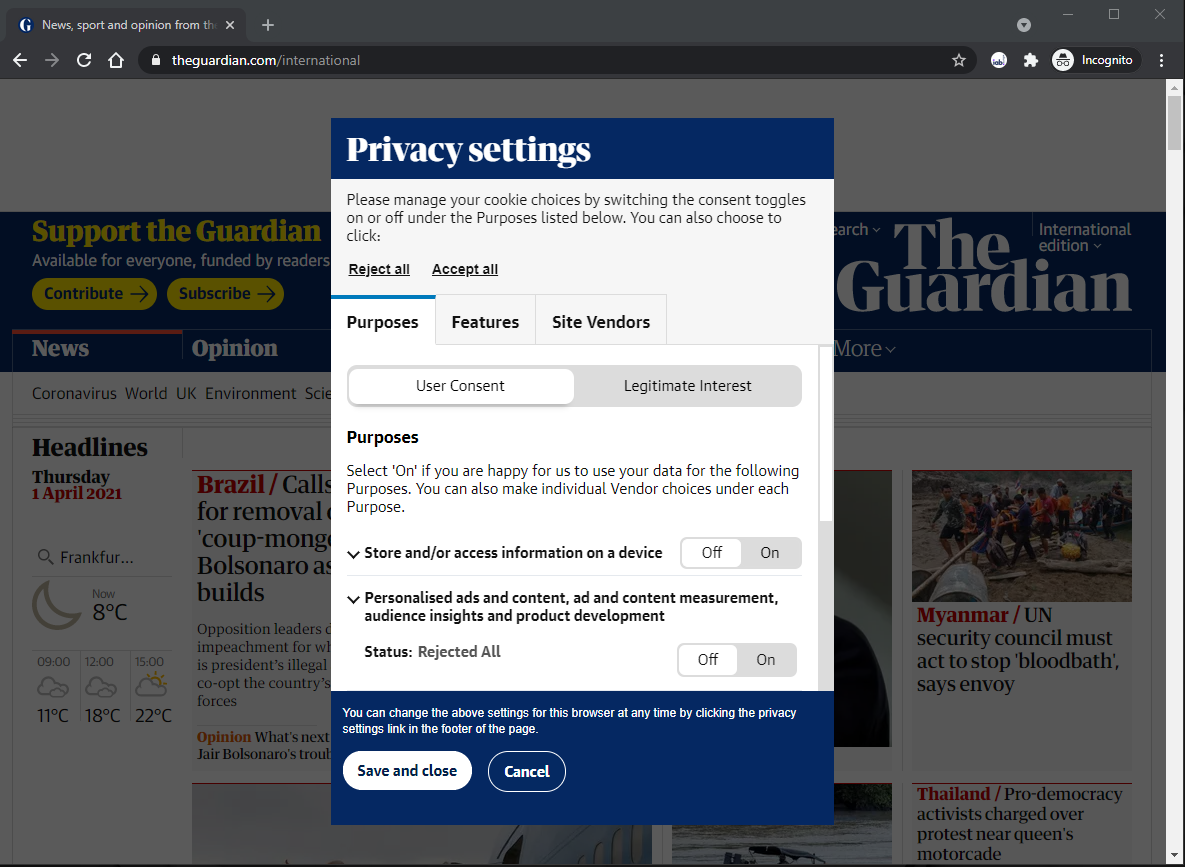 News, sport and opinion from th
theguardian.com/international
Incognito
Support the Guardian
Available for everyone, funded by readers
Contribute
Subscribe
earch
International
edition
The
Guardian
News
Opinion
More
Coronavirus World UK Environment Scie
Headlines
Thursday
1 April 2021
Frankfur...
Now
8°C
09:00 12:00 15:00
11°C 18°C 22°C
Brazil / Calls
for removal o
'coup-monge
Bolsonaro as
builds
Opposition leaders d
impeachment for wh
is president's illegal
co-opt the country's
forces
Opinion What's next
Jair Bolsonaro's troub
Privacy settings
Please manage your cookie choices by switching the consent toggles
on or off under the Purposes listed below. You can also choose to
click:
Reject all Accept all
Purposes Features Site Vendors
User Consent Legitimate Interest
Purposes
Select 'On' if you are happy for us to use your data for the following
Purposes. You can also make individual Vendor choices under each
Purpose.
Store and/or access information on a device Off On
Personalised ads and content, ad and content measurement,
audience insights and product development
Status: Rejected All Off On
You can change the above settings for this browser at any time by clicking the privacy
settings link in the footer of the page.
Save and close Cancel
Myanmar / UN
security council must
act to stop 'bloodbath',
says envoy
Thailand / Pro-democracy
activists charged over
protest near queen's
motorcade